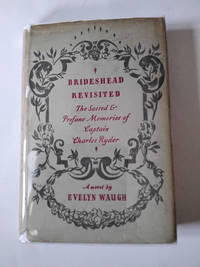 BRIDESHEAD
REVISITED
The Sacred &
Profane Memories of
Captain
Charles Ryder
A novel by
EVELYN WAUGH